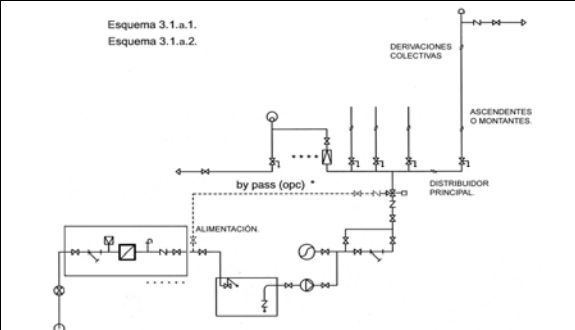 Esquema 3.1.a.1.
Esquema 3.1.a.2.
DERIVACIONES
COLECTIVAS
ASCENDENTES
O MONTANTES.
* * * *
by pass (opc) *
DISTRIBUIDOR
PRINCIPAL.
ALIMENTACIÓN.
* * * * * *